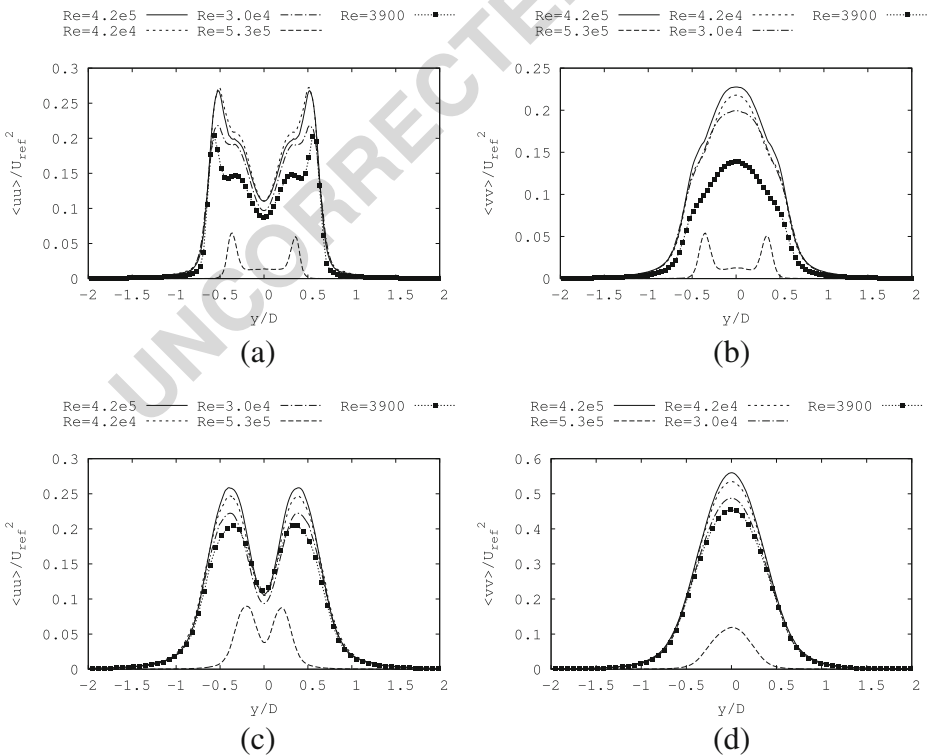 Re=4.2e5 Re=3.0e4 Re=3900
Re=4.2e4 Re=5.3e5
0.3
0.25
0.2
0.15
0.1
0.05
0
<uu>/U_ref^2
-2 -1.5 -1 -0.5 0 0.5 1 1.5 2
y/D
(a)
Re=4.2e5 Re=4.2e4 Re=3900
Re=5.3e5 Re=3.0e4
0.25
0.2
0.15
0.1
0.05
0
<vv>/U_ref^2
-2 -1.5 -1 -0.5 0 0.5 1 1.5 2
y/D
(b)
UNCORRECTE
Re=4.2e5 Re=3.0e4 Re=3900
Re=4.2e4 Re=5.3e5
0.3
0.25
0.2
0.15
0.1
0.05
0
<uu>/U_ref^2
-2 -1.5 -1 -0.5 0 0.5 1 1.5 2
y/D
(c)
Re=4.2e5 Re=4.2e4 Re=3900
Re=5.3e5 Re=3.0e4
0.6
0.5
0.4
0.3
0.2
0.1
0
<vv>/U_ref^2
-2 -1.5 -1 -0.5 0 0.5 1 1.5 2
y/D
(d)